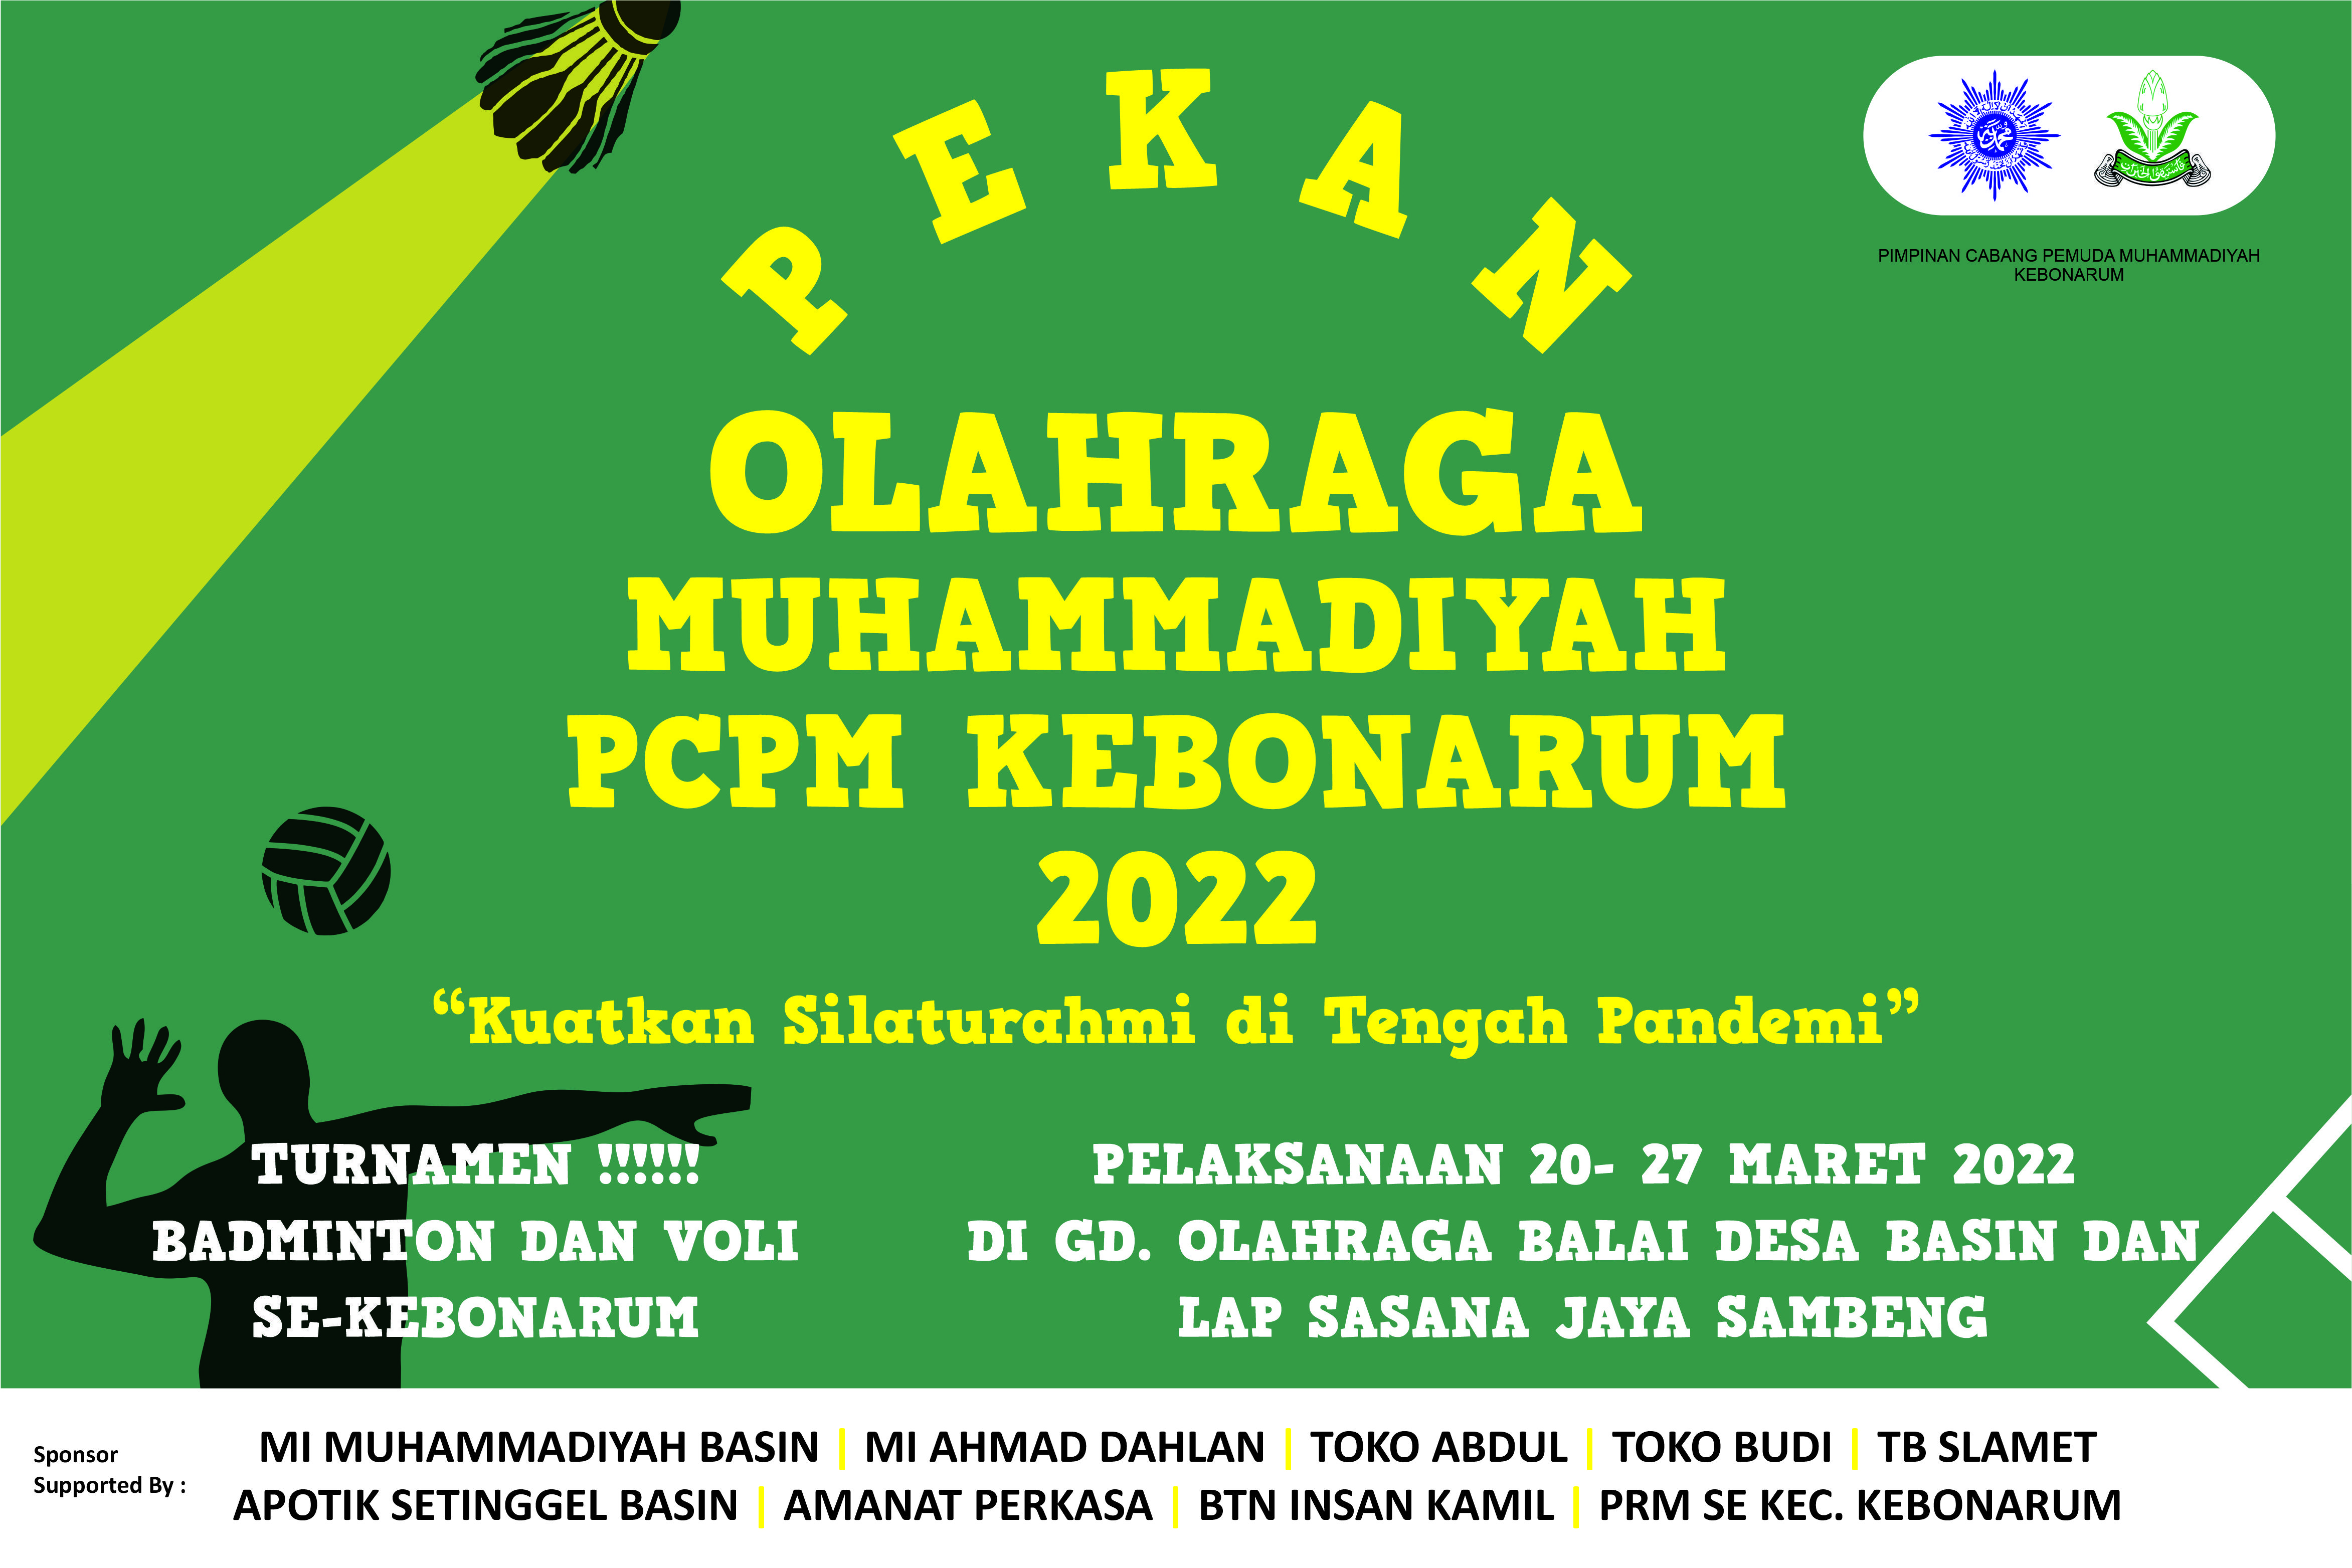 PEKAN
PIMPINAN CABANG PEMUDA MUHAMMADIYAH
KEBONARUM
OLAHRAGA
MUHAMMADIYAH
PCPM KEBONARUM
2022
“Kuatkan Silaturahmi di Tengah Pandemi”
TURNAMEN !!!!!!
BADMINTON DAN VOLI
SE-KEBONARUM
PELAKSANAAN 20- 27 MARET 2022
DI GD. OLAHRAGA BALAI DESA BASIN DAN
LAP SASANA JAYA SAMBENG
Sponsor
Supported By :
MI MUHAMMADIYAH BASIN | MI AHMAD DAHLAN | TOKO ABDUL | TOKO BUDI | TB SLAMET
APOTIK SETINGGEL BASIN | AMANAT PERKASA | BTN INSAN KAMIL | PRM SE KEC. KEBONARUM